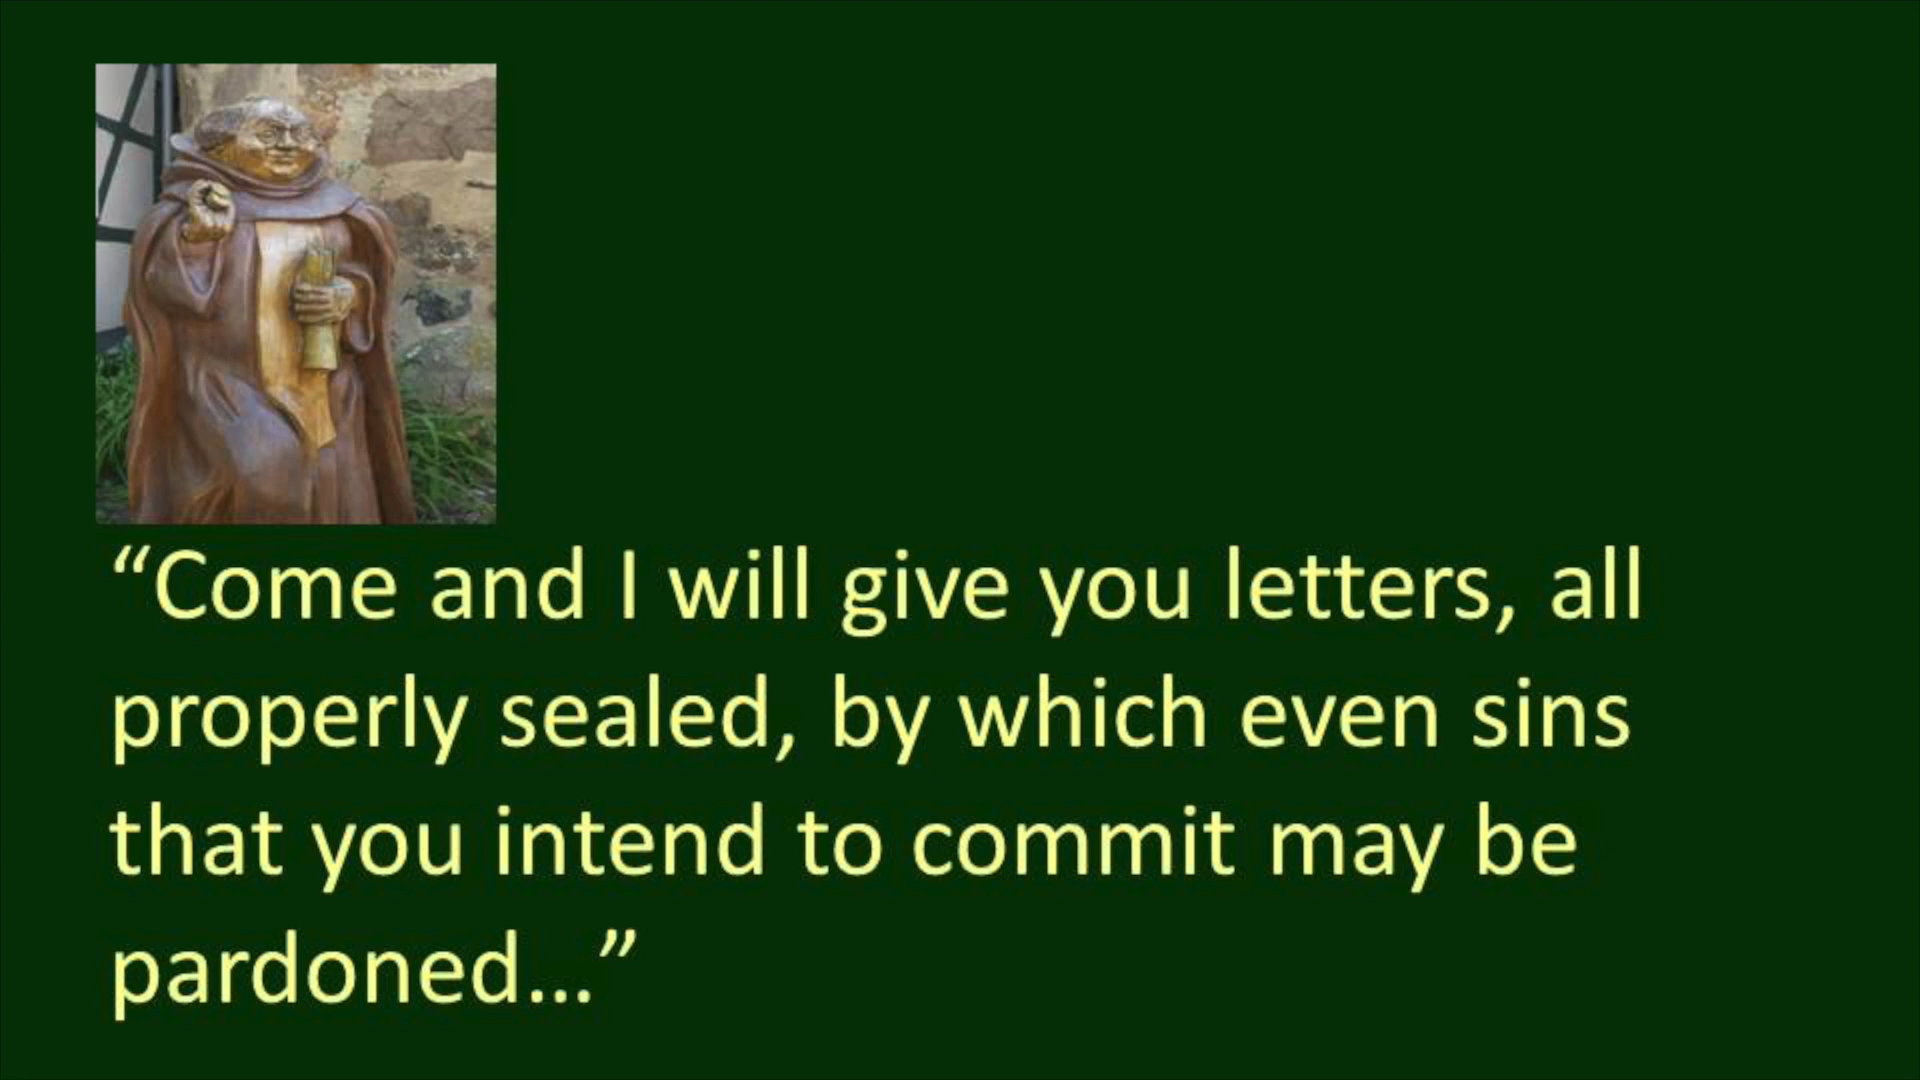 “Come and I will give you letters, all
properly sealed, by which even sins
that you intend to commit may be
pardoned...”